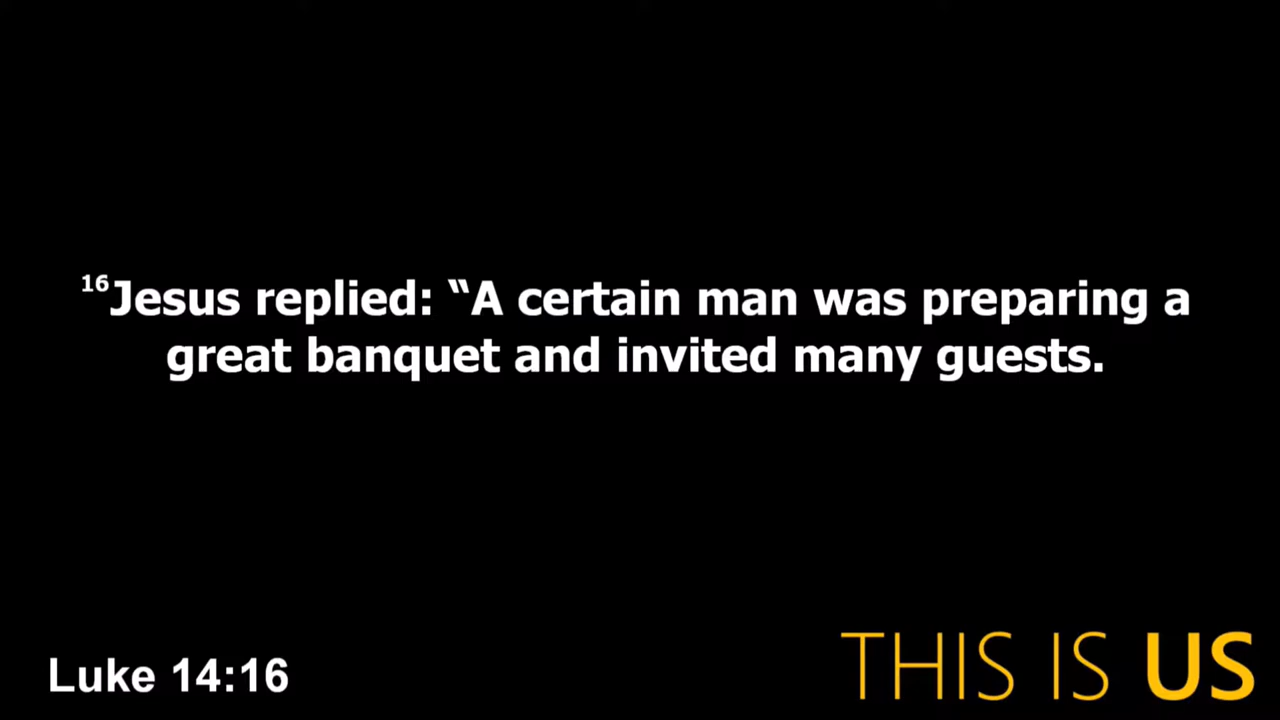 16Jesus replied: “A certain man was preparing a
great banquet and invited many guests.
Luke 14:16
THIS IS US